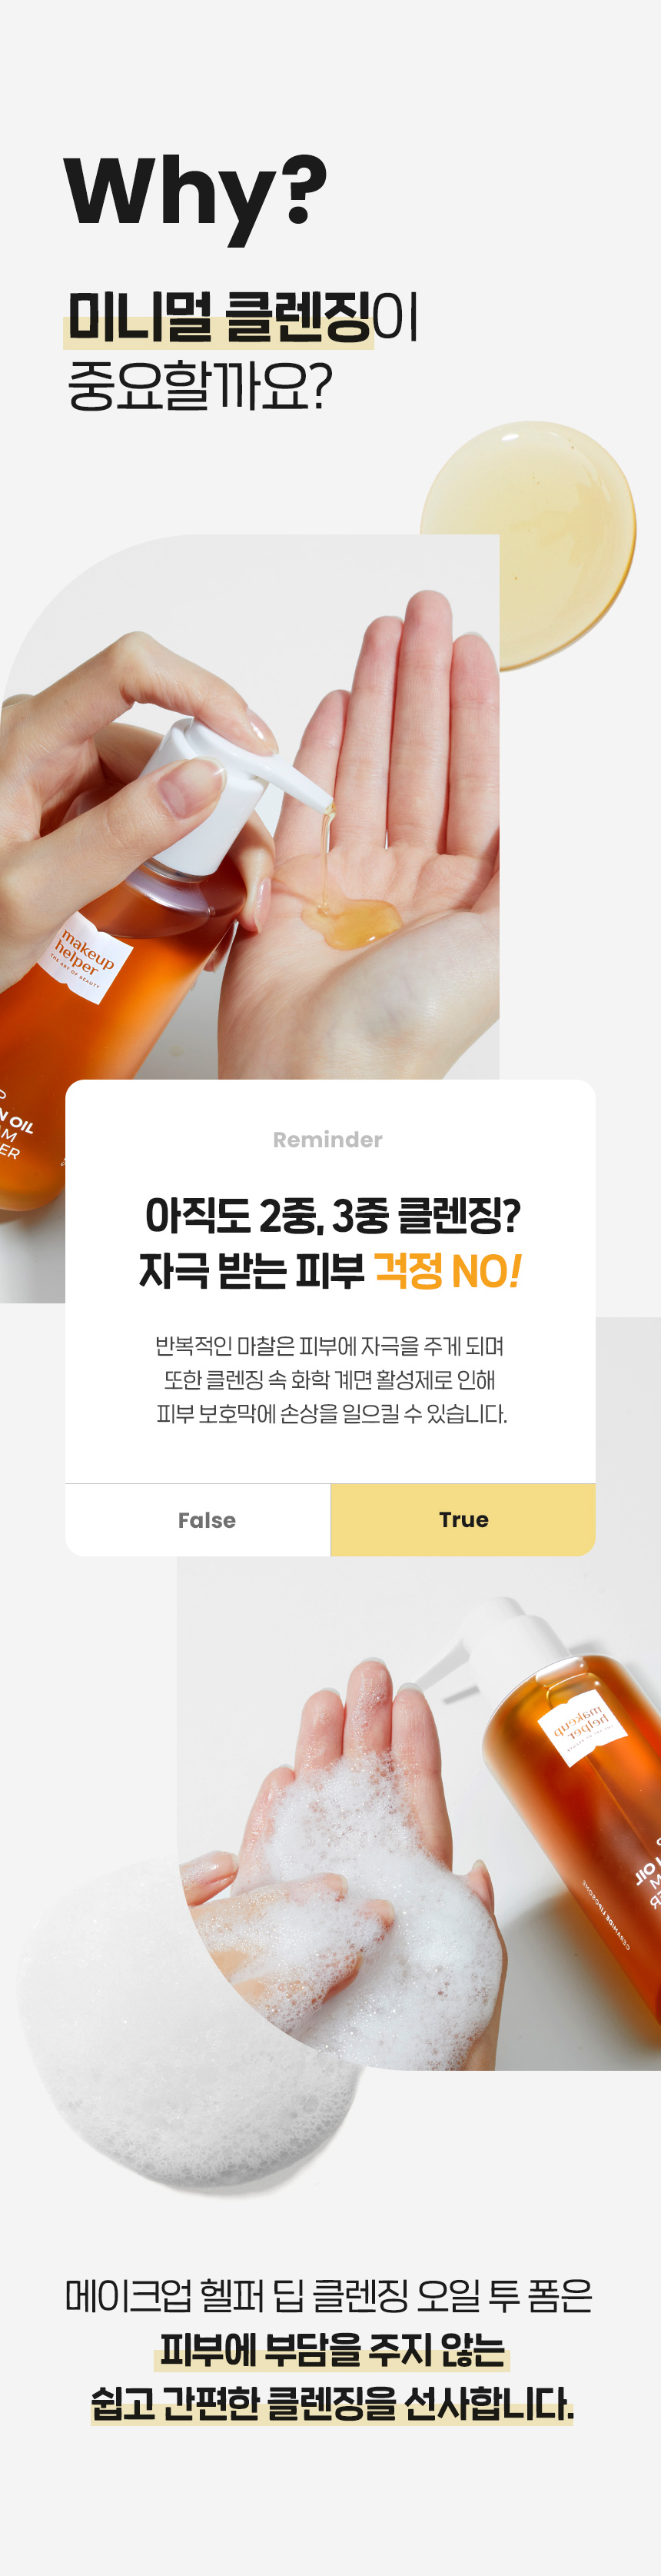 Why?
미니멀 클렌징이
중요할까요?
makeup
helper
THE ART OF BEAUTY
OIL
Reminder
아직도 2중, 3중 클렌징?
자극 받는 피부 걱정 NO!
반복적인 마찰은 피부에 자극을 주게 되며
또한 클렌징 속 화학 계면 활성제로 인해
피부 보호막에 손상을 일으킬 수 있습니다.
False
True
makeup
helper
OIL
CERAMIDE LIPOSOME
메이크업 헬퍼 딥 클렌징 오일 투 폼은
피부에 부담을 주지 않는
쉽고 간편한 클렌징을 선사합니다.